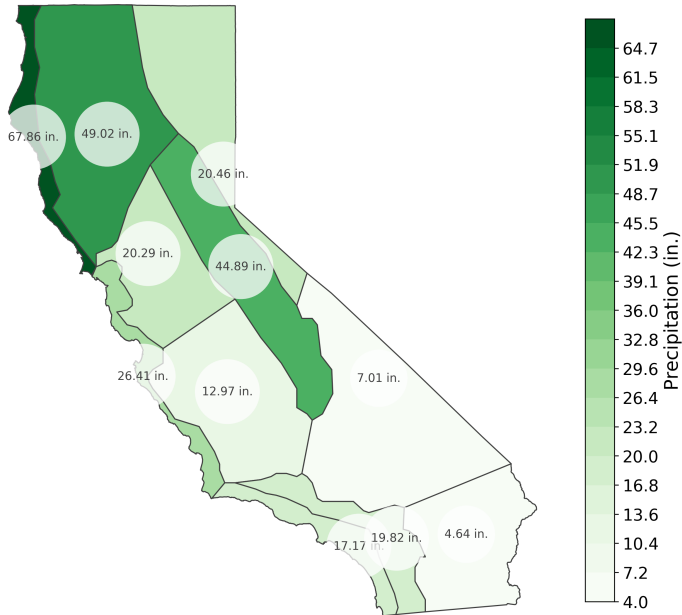 67.86 in.
49.02 in.
20.46 in.
20.29 in.
44.89 in.
26.41 in.
12.97 in.
7.01 in.
17.17 in.
19.82 in.
4.64 in.
64.7
61.5
58.3
55.1
51.9
48.7
45.5
42.3
39.1
36.0
32.8
29.6
26.4
23.2
20.0
16.8
13.6
10.4
7.2
4.0
Precipitation (in.)